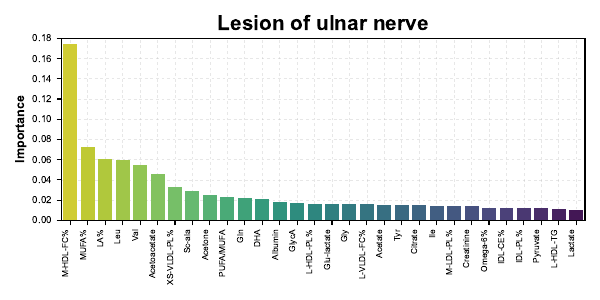 Lesion of ulnar nerve
Importance
0.18
0.16
0.14
0.12
0.10
0.08
0.06
0.04
0.02
0.00
M-HDL-FC%
MUFA%
LA%
Leu
Val
Acetoacetate
XS-VLDL-PL%
Sc-ala
Acetone
PUFA/MUFA
Gln
DHA
Albumin
GlycA
L-HDL-PL%
Glu-lactate
Gly
L-VLDL-FC%
Acetate
Tyr
Citrate
Ile
M-LDL-PL%
Creatinine
Omega-6%
IDL-CE%
IDL-PL%
Pyruvate
L-HDL-TG
Lactate